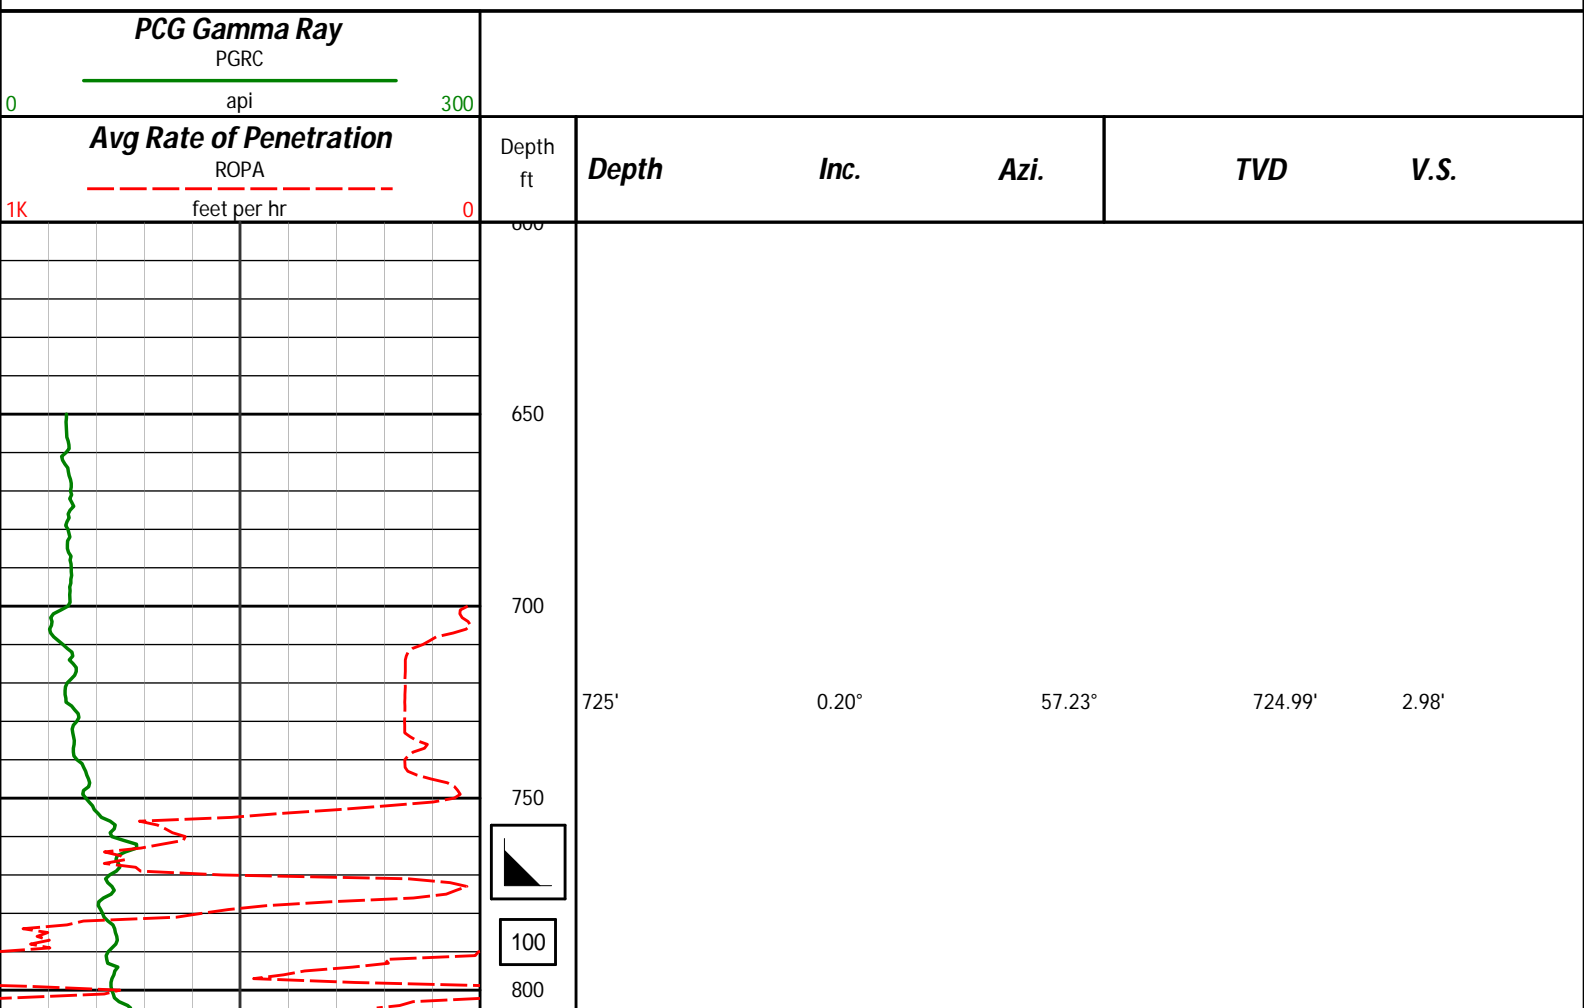 PCG Gamma Ray
PGRC
api
0 300
Avg Rate of Penetration
ROPA
feet per hr
1K 0
Depth
ft
Depth Inc. Azi. TVD V.S.
600
650
700
725' 0.20° 57.23° 724.99' 2.98'
750
100
800